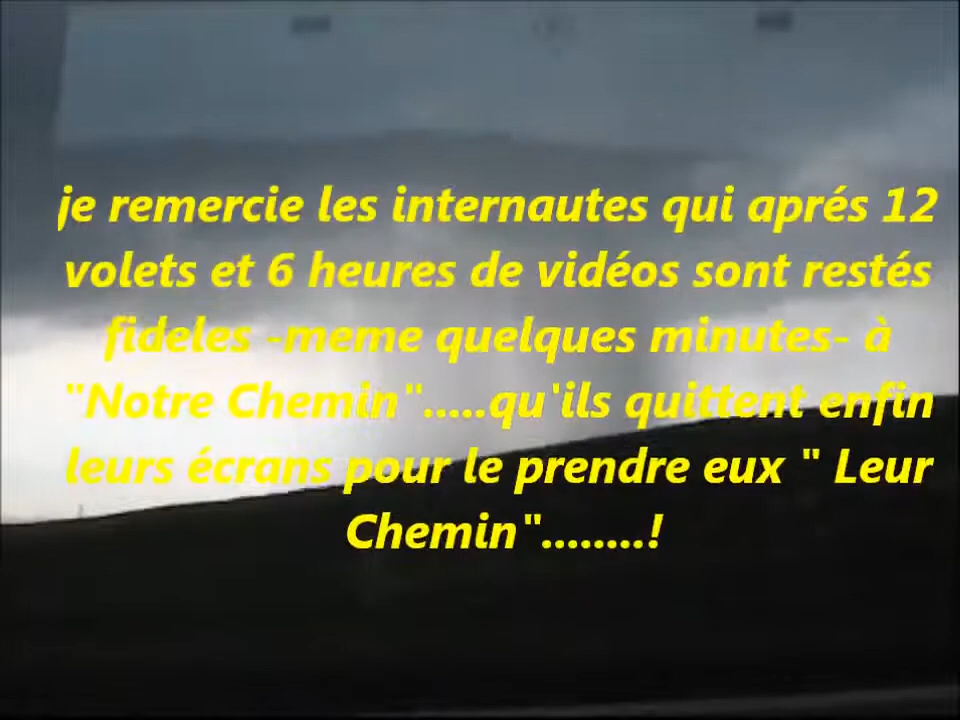 je remercie les internautes qui aprés 12
volets et 6 heures de vidéos sont restés
fideles -meme quelques minutes- à
"Notre Chemin".....qu'ils quittent enfin
leurs écrans pour le prendre eux " Leur
Chemin"........!